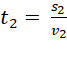 t₂ = s₂/v₂